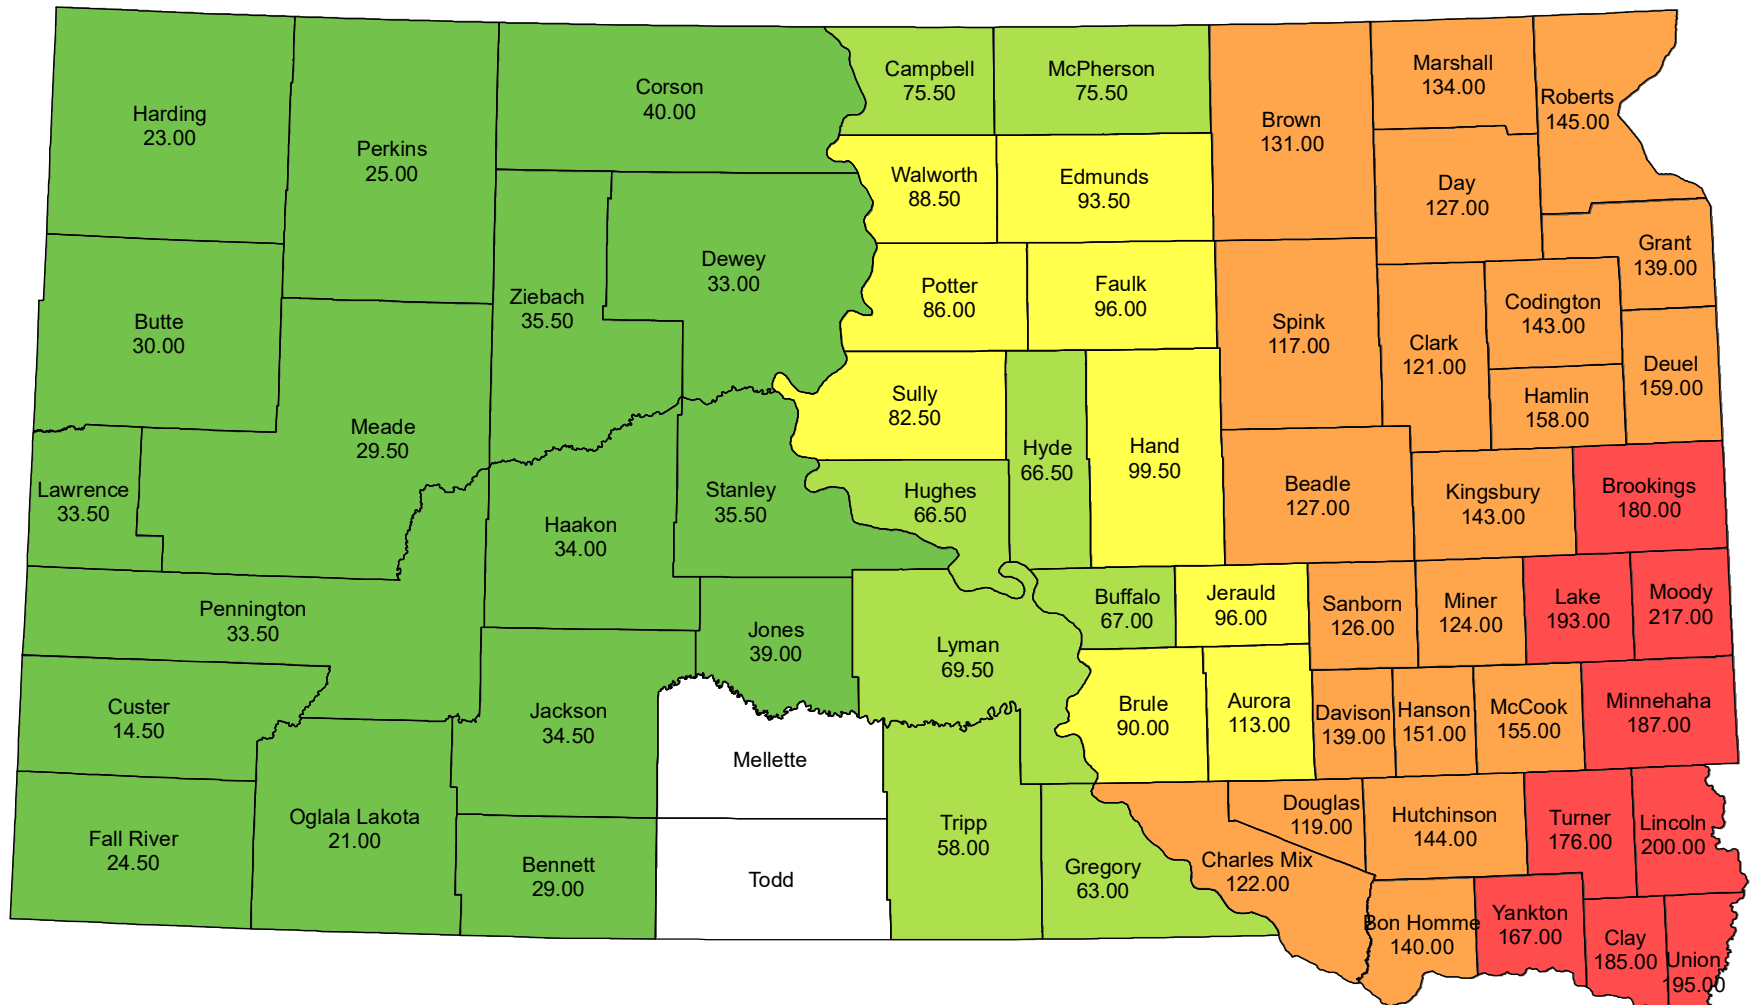 Harding
23.00
Perkins
25.00
Corson
40.00
Campbell
75.50
McPherson
75.50
Brown
131.00
Marshall
134.00
Roberts
145.00
Walworth
88.50
Edmunds
93.50
Day
127.00
Grant
139.00
Butte
30.00
Ziebach
35.50
Dewey
33.00
Potter
86.00
Faulk
96.00
Spink
117.00
Clark
121.00
Codington
143.00
Deuel
159.00
Hamlin
158.00
Meade
29.50
Sully
82.50
Hyde
66.50
Hand
99.50
Lawrence
33.50
Haakon
34.00
Stanley
35.50
Hughes
66.50
Beadle
127.00
Kingsbury
143.00
Brookings
180.00
Pennington
33.50
Jones
39.00
Lyman
69.50
Buffalo
67.00
Jerauld
96.00
Sanborn
126.00
Miner
124.00
Lake
193.00
Moody
217.00
Custer
14.50
Jackson
34.50
Mellette
Brule
90.00
Aurora
113.00
Davison
139.00
Hanson
151.00
McCook
155.00
Minnehaha
187.00
Fall River
24.50
Oglala Lakota
21.00
Bennett
29.00
Todd
Tripp
58.00
Gregory
63.00
Charles Mix
122.00
Douglas
119.00
Hutchinson
144.00
Turner
176.00
Lincoln
200.00
Bon Homme
140.00
Yankton
167.00
Clay
185.00
Union
195.00